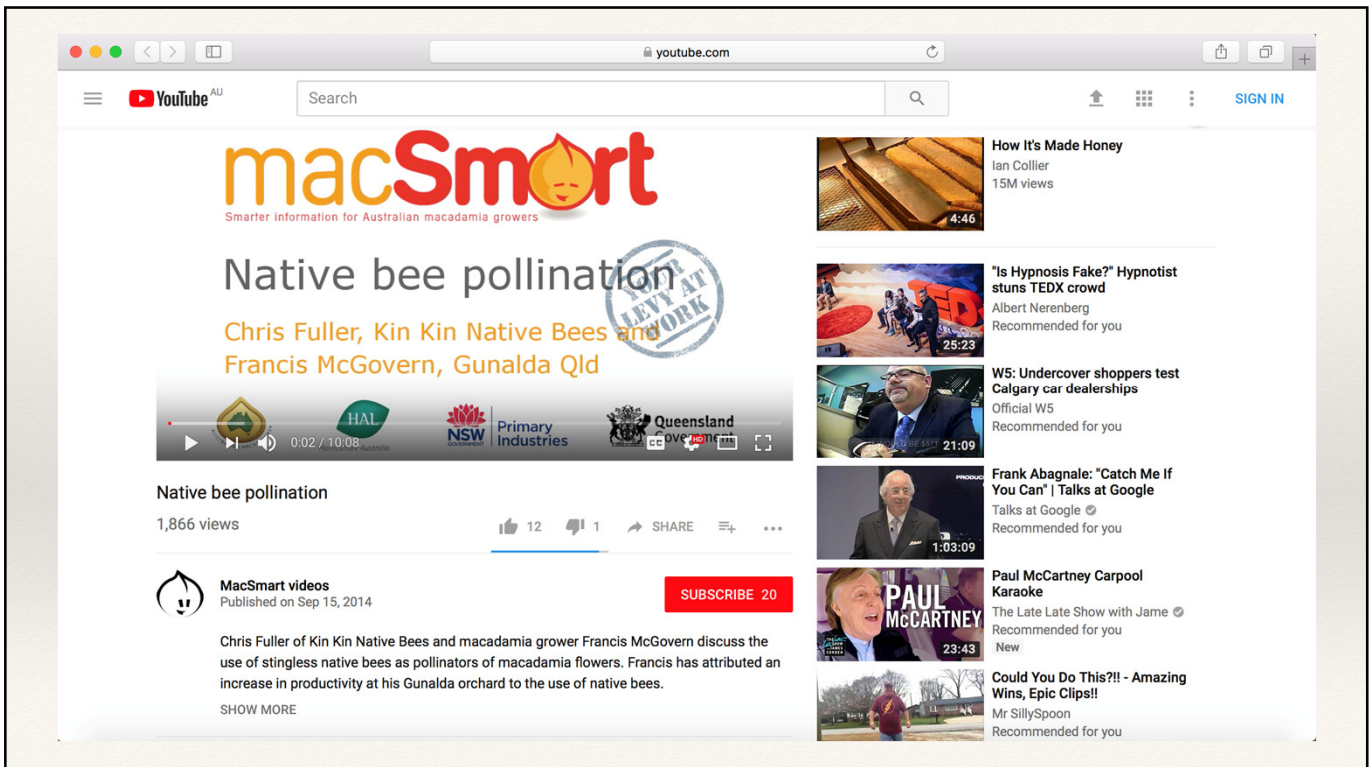 youtube.com
YouTube AU
Search
SIGN IN
macSmart
Smarter information for Australian macadamia growers
Native bee pollination
YOUR LEVY AT WORK
Chris Fuller, Kin Kin Native Bees and
Francis McGovern, Gunalda Qld
HAL
Horticulture Australia
NSW
GOVERNMENT
Primary
Industries
Queensland
Government
0:02 / 10:08
CC
HD
Native bee pollination
1,866 views
12 1 SHARE
MacSmart videos
Published on Sep 15, 2014
SUBSCRIBE 20
Chris Fuller of Kin Kin Native Bees and macadamia grower Francis McGovern discuss the
use of stingless native bees as pollinators of macadamia flowers. Francis has attributed an
increase in productivity at his Gunalda orchard to the use of native bees.
SHOW MORE
How It's Made Honey
Ian Collier
15M views
4:46
"Is Hypnosis Fake?" Hypnotist
stuns TEDX crowd
Albert Nerenberg
Recommended for you
TED
25:23
W5: Undercover shoppers test
Calgary car dealerships
Official W5
Recommended for you
21:09
Frank Abagnale: "Catch Me If
You Can" | Talks at Google
Talks at Google
Recommended for you
1:03:09
Paul McCartney Carpool
Karaoke
The Late Late Show with Jame
Recommended for you
New
PAUL
McCARTNEY
23:43
Could You Do This?!! - Amazing
Wins, Epic Clips!!
Mr SillySpoon
Recommended for you